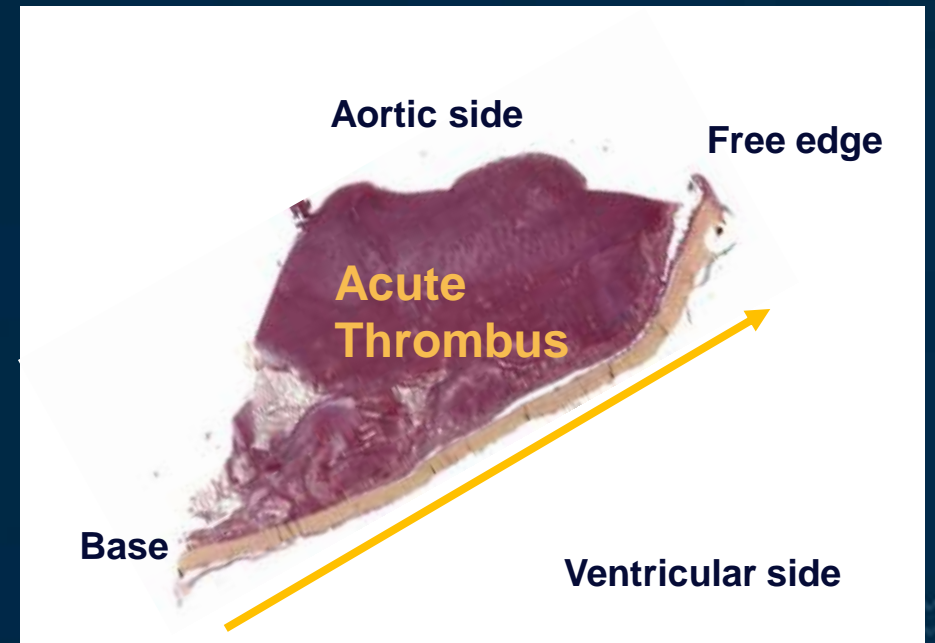 Aortic side
Free edge
Acute
Thrombus
Base
Ventricular side